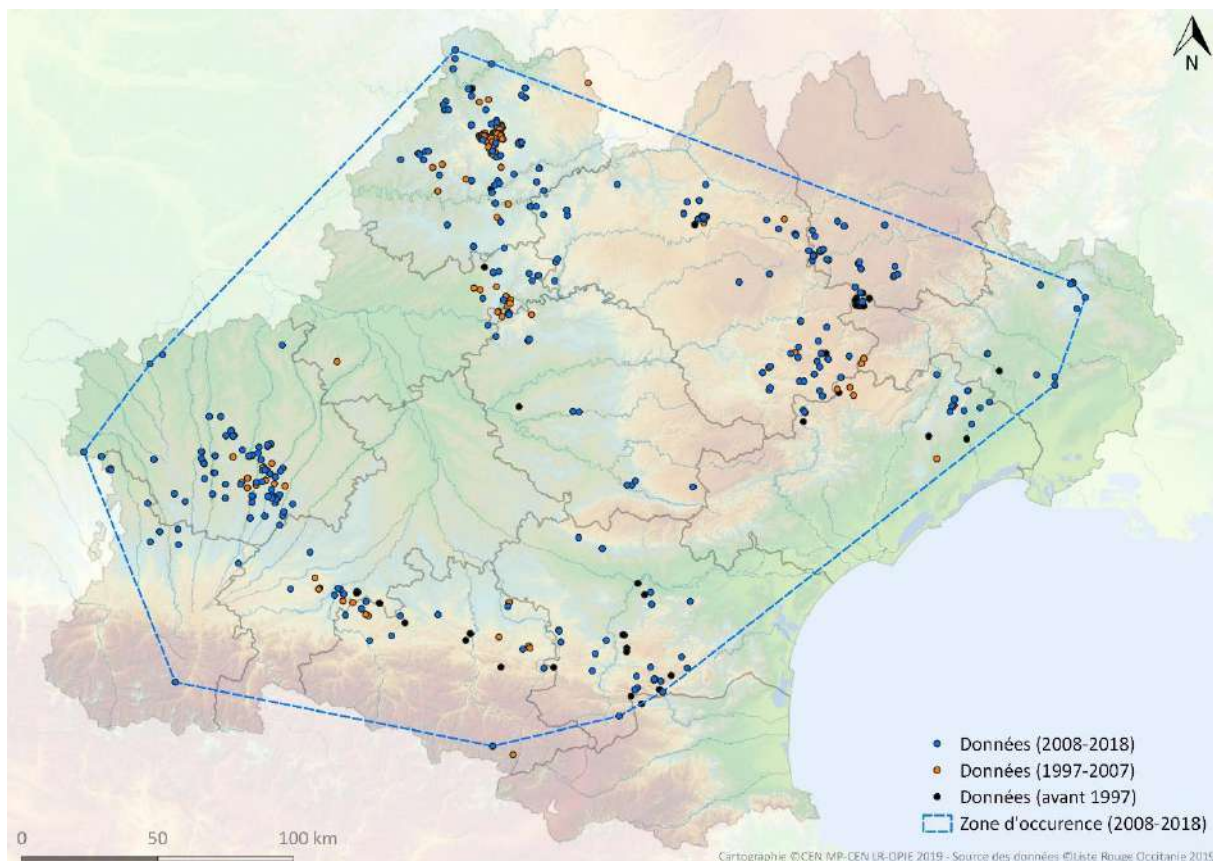 N
Données (2008-2018)
Données (1997-2007)
Données (avant 1997)
Zone d'occurence (2008-2018)
0 50 100 km
Cartographie ©CEN MP-CEN LR-OPIE 2019 - Source des données ©Liste Rouge Occitanie 2019